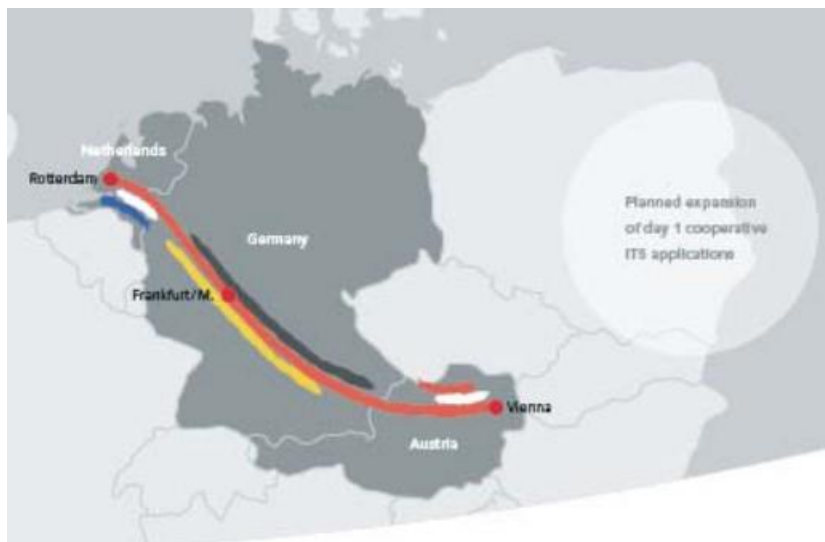 Netherlands
Rotterdam
Germany
Frankfurt/M.
Vienna
Austria
Planned expansion
of day 1 cooperative
ITS applications